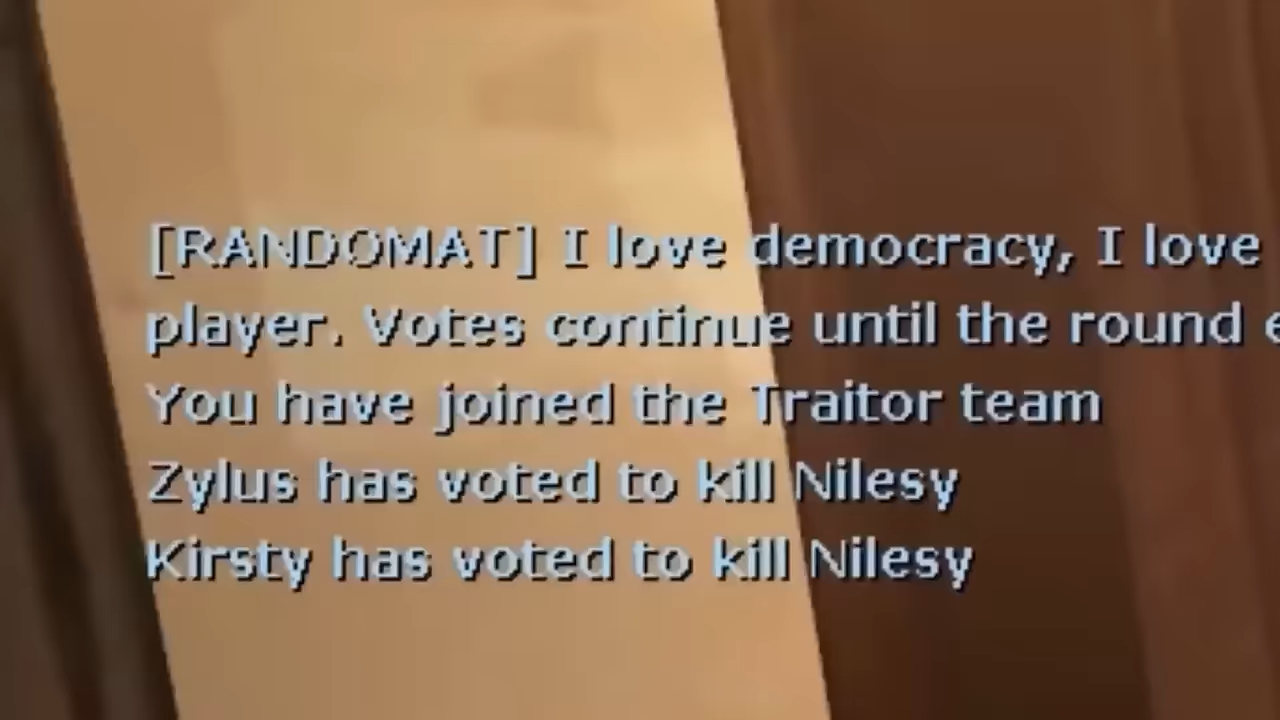 [RANDOMAT] I love democracy, I love
player. Votes continue until the round
You have joined the Traitor team
Zylus has voted to kill Nilesy
Kirsty has voted to kill Nilesy